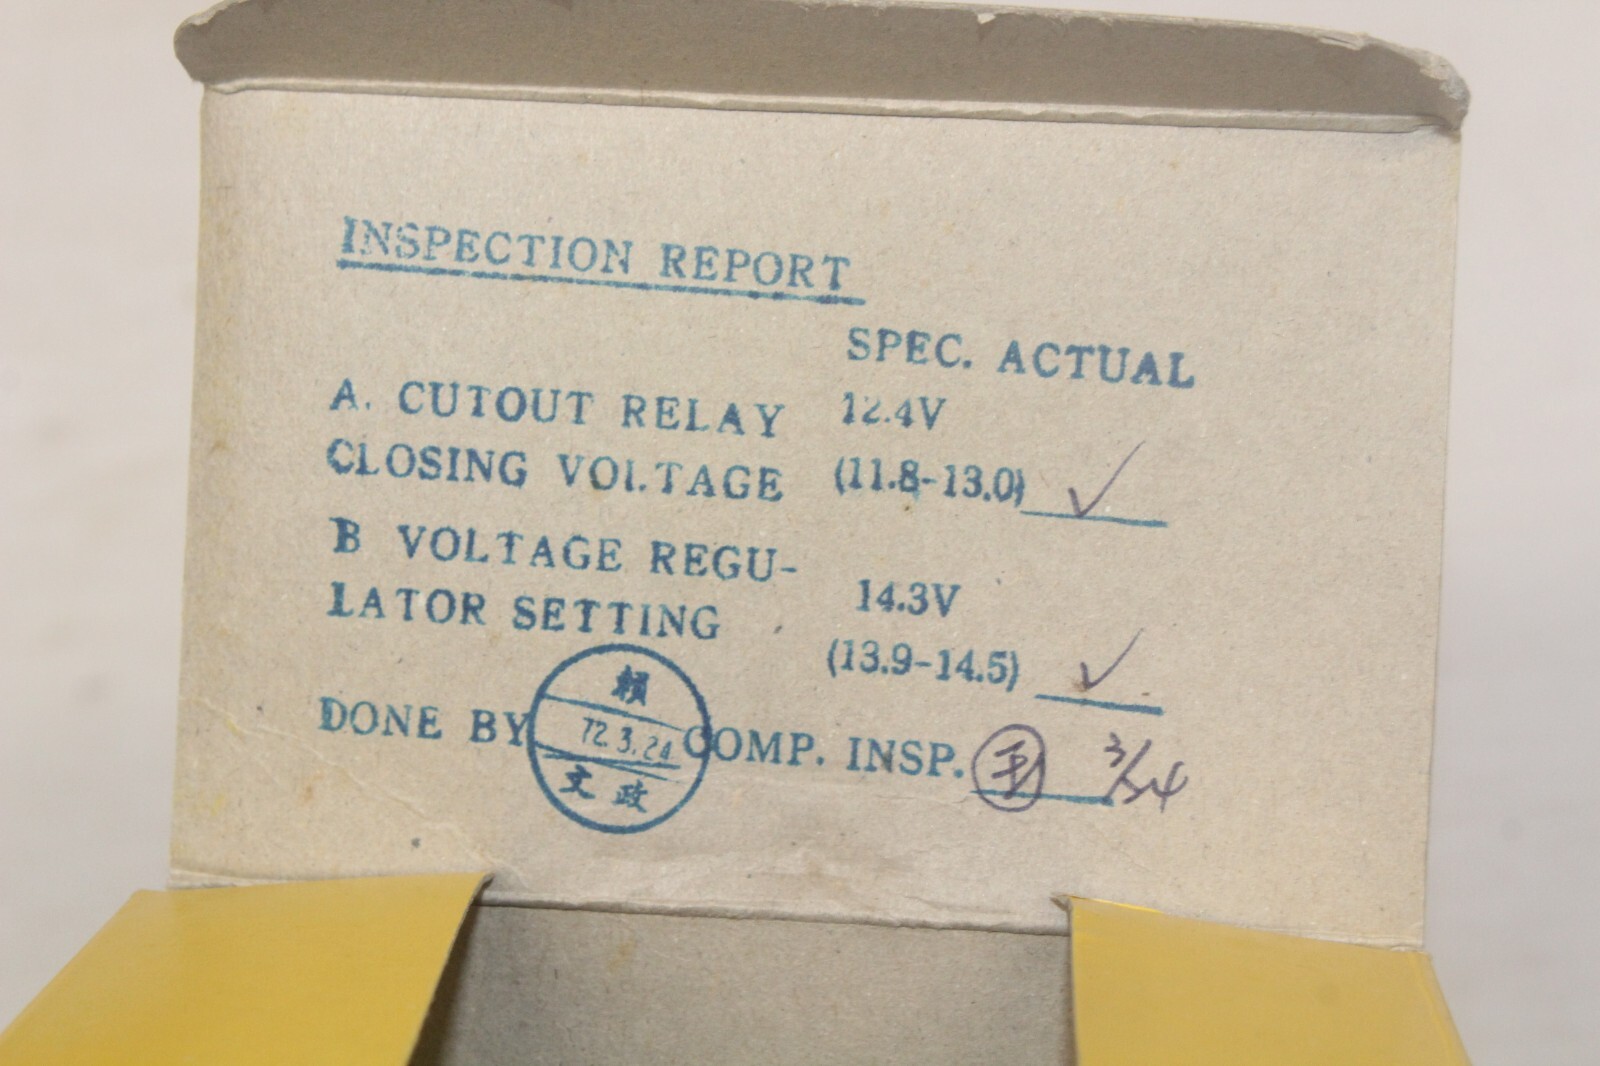 INSPECTION REPORT
SPEC. ACTUAL
A. CUTOUT RELAY 12.4V
CLOSING VOLTAGE (11.8-13.0) ✓
B VOLTAGE REGU-
LATOR SETTING 14.3V
(13.9-14.5) ✓
賴
DONE BY 72.3.24 COMP. INSP. 3/24
文政